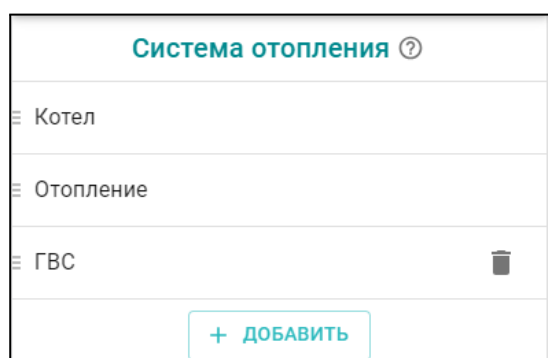 Система отопления
Котел
Отопление
ГВС
+ ДОБАВИТЬ